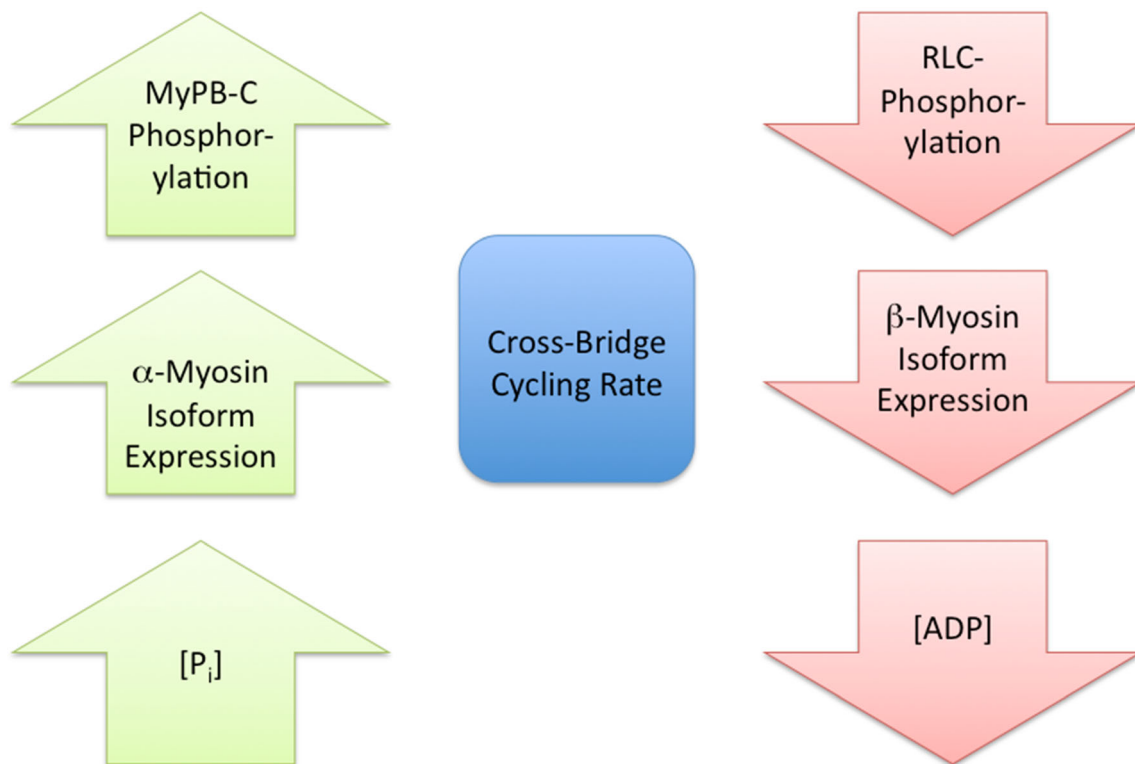 MyPB-C
Phosphor-
ylation
RLC-
Phosphor-
ylation
α-Myosin
Isoform
Expression
Cross-Bridge
Cycling Rate
β-Myosin
Isoform
Expression
[Pi]
[ADP]